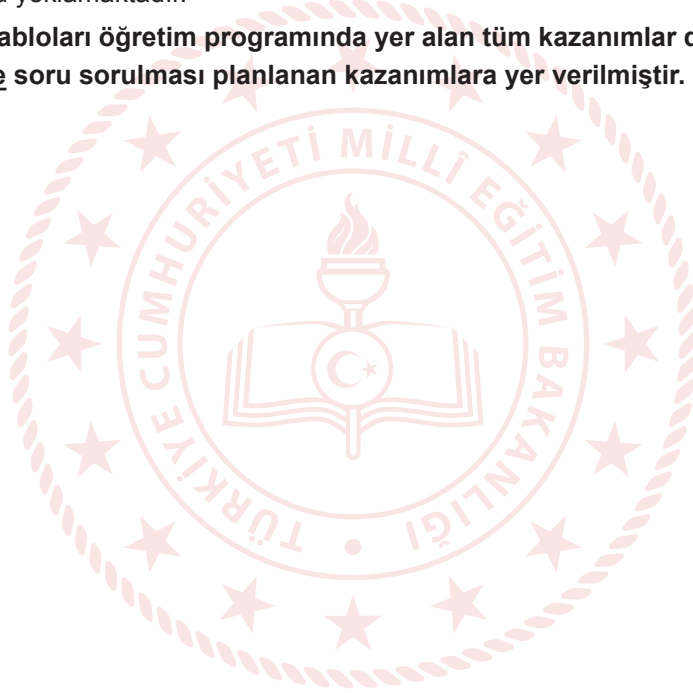 yoklamaktadır.
abloları öğretim programında yer alan tüm kazanımlar
soru sorulması planlanan kazanımlara yer verilmiştir.
TÜRKİYE CUMHURİYETİ MİLLÎ EĞİTİM BAKANLIĞI